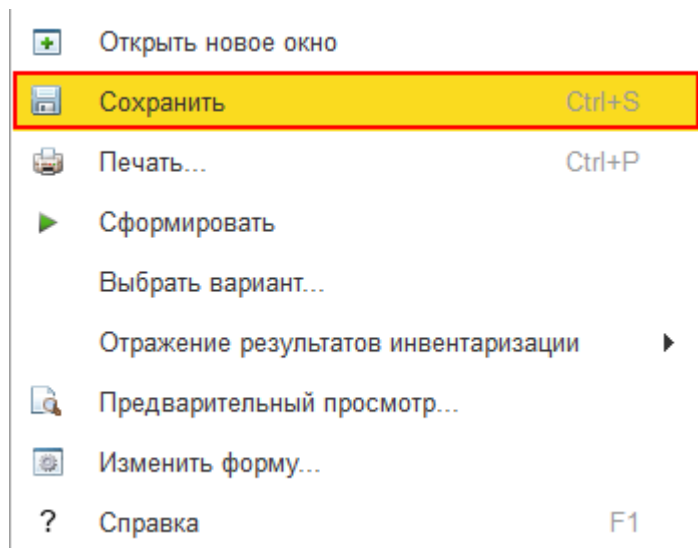 Открыть новое окно
Сохранить Ctrl+S
Печать... Ctrl+P
Сформировать
Выбрать вариант...
Отражение результатов инвентаризации
Предварительный просмотр...
Изменить форму...
? Справка F1